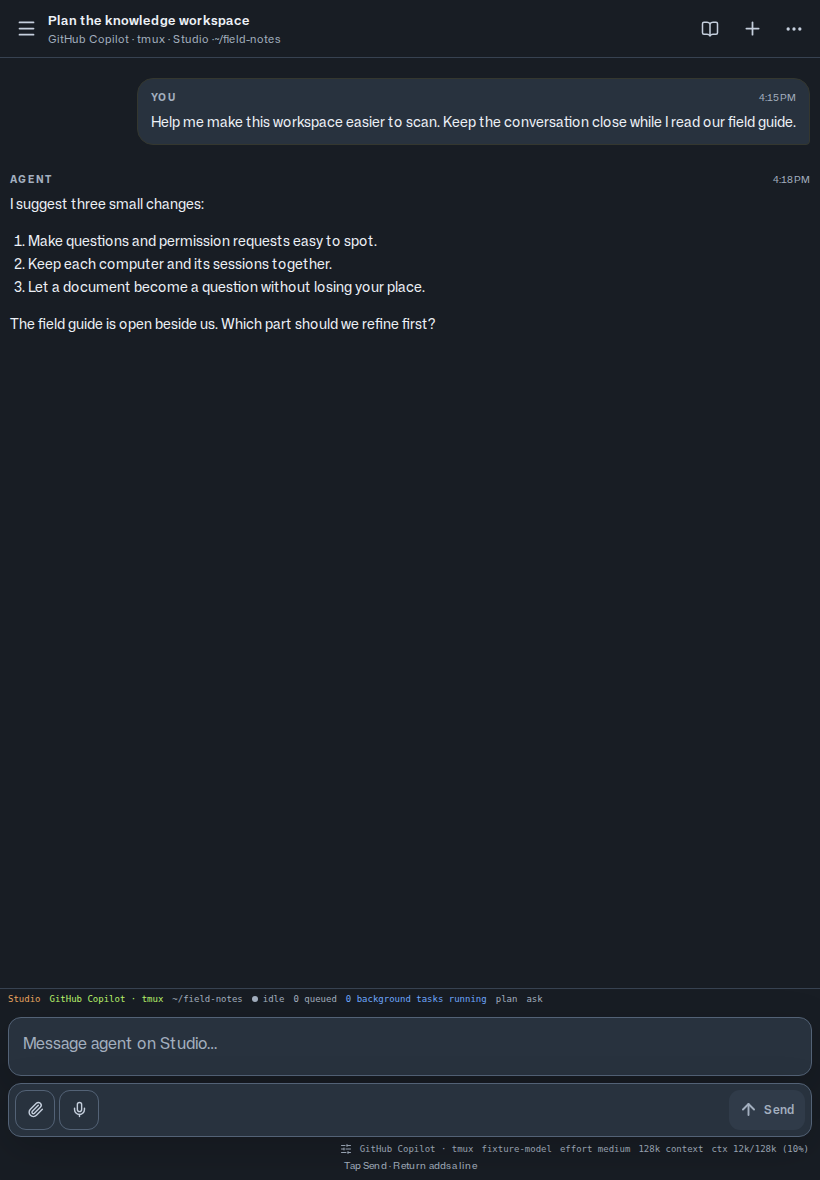 Plan the knowledge workspace
GitHub Copilot · tmux · Studio · ~/field-notes
YOU 4:15 PM
Help me make this workspace easier to scan. Keep the conversation close while I read our field guide.
AGENT 4:18 PM
I suggest three small changes:
1. Make questions and permission requests easy to spot.
2. Keep each computer and its sessions together.
3. Let a document become a question without losing your place.
The field guide is open beside us. Which part should we refine first?
Studio GitHub Copilot · tmux ~/field-notes ● idle 0 queued 0 background tasks running plan ask
Message agent on Studio...
Send
GitHub Copilot · tmux fixture-model effort medium 128k context ctx 12k/128k (10%)
Tap Send · Return adds a line